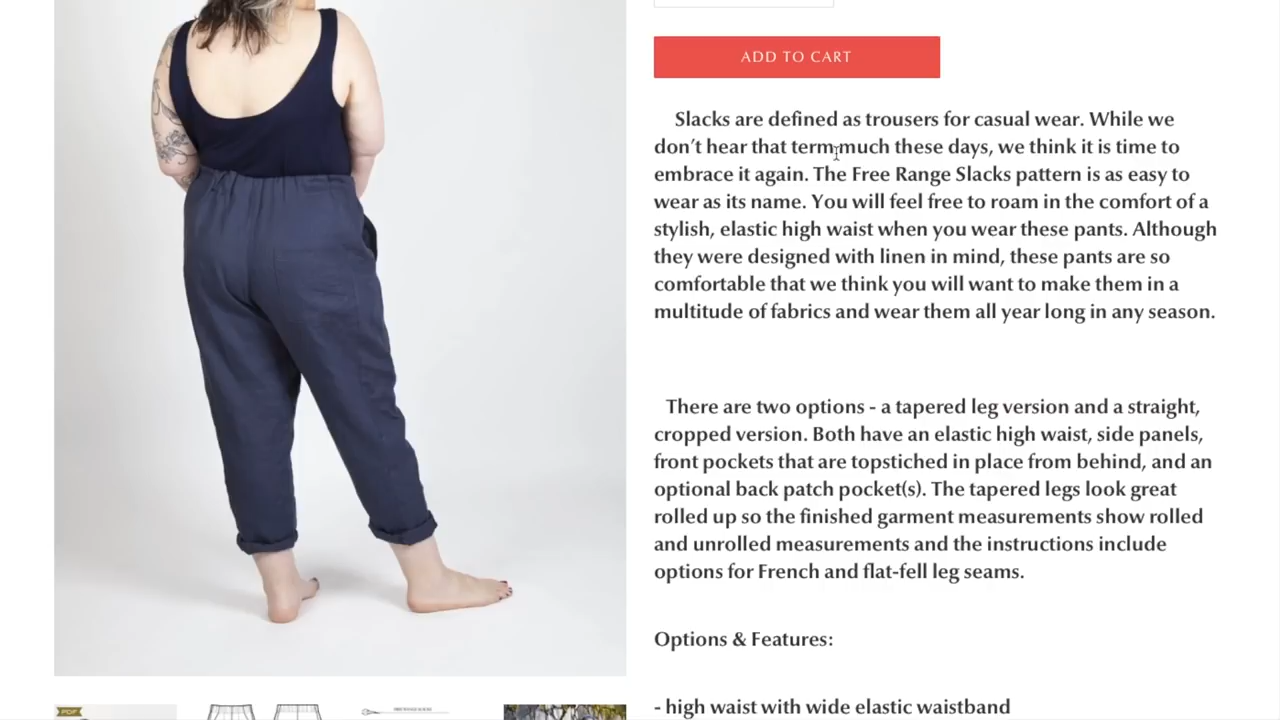 ADD TO CART
Slacks are defined as trousers for casual wear. While we
don't hear that term much these days, we think it is time to
embrace it again. The Free Range Slacks pattern is as easy to
wear as its name. You will feel free to roam in the comfort of a
stylish, elastic high waist when you wear these pants. Although
they were designed with linen in mind, these pants are so
comfortable that we think you will want to make them in a
multitude of fabrics and wear them all year long in any season.
There are two options - a tapered leg version and a straight,
cropped version. Both have an elastic high waist, side panels,
front pockets that are topstiched in place from behind, and an
optional back patch pocket(s). The tapered legs look great
rolled up so the finished garment measurements show rolled
and unrolled measurements and the instructions include
options for French and flat-fell leg seams.
Options & Features:
- high waist with wide elastic waistband
PDF